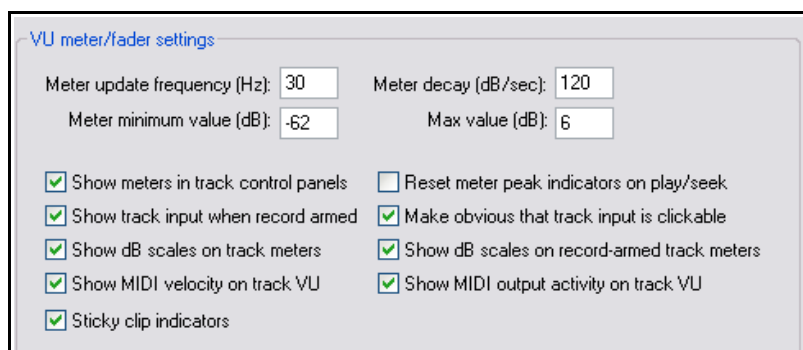 VU meter/fader settings
Meter update frequency (Hz): 30 Meter decay (dB/sec): 120
Meter minimum value (dB): -62 Max value (dB): 6
Show meters in track control panels Reset meter peak indicators on play/seek
Show track input when record armed Make obvious that track input is clickable
Show dB scales on track meters Show dB scales on record-armed track meters
Show MIDI velocity on track VU Show MIDI output activity on track VU
Sticky clip indicators